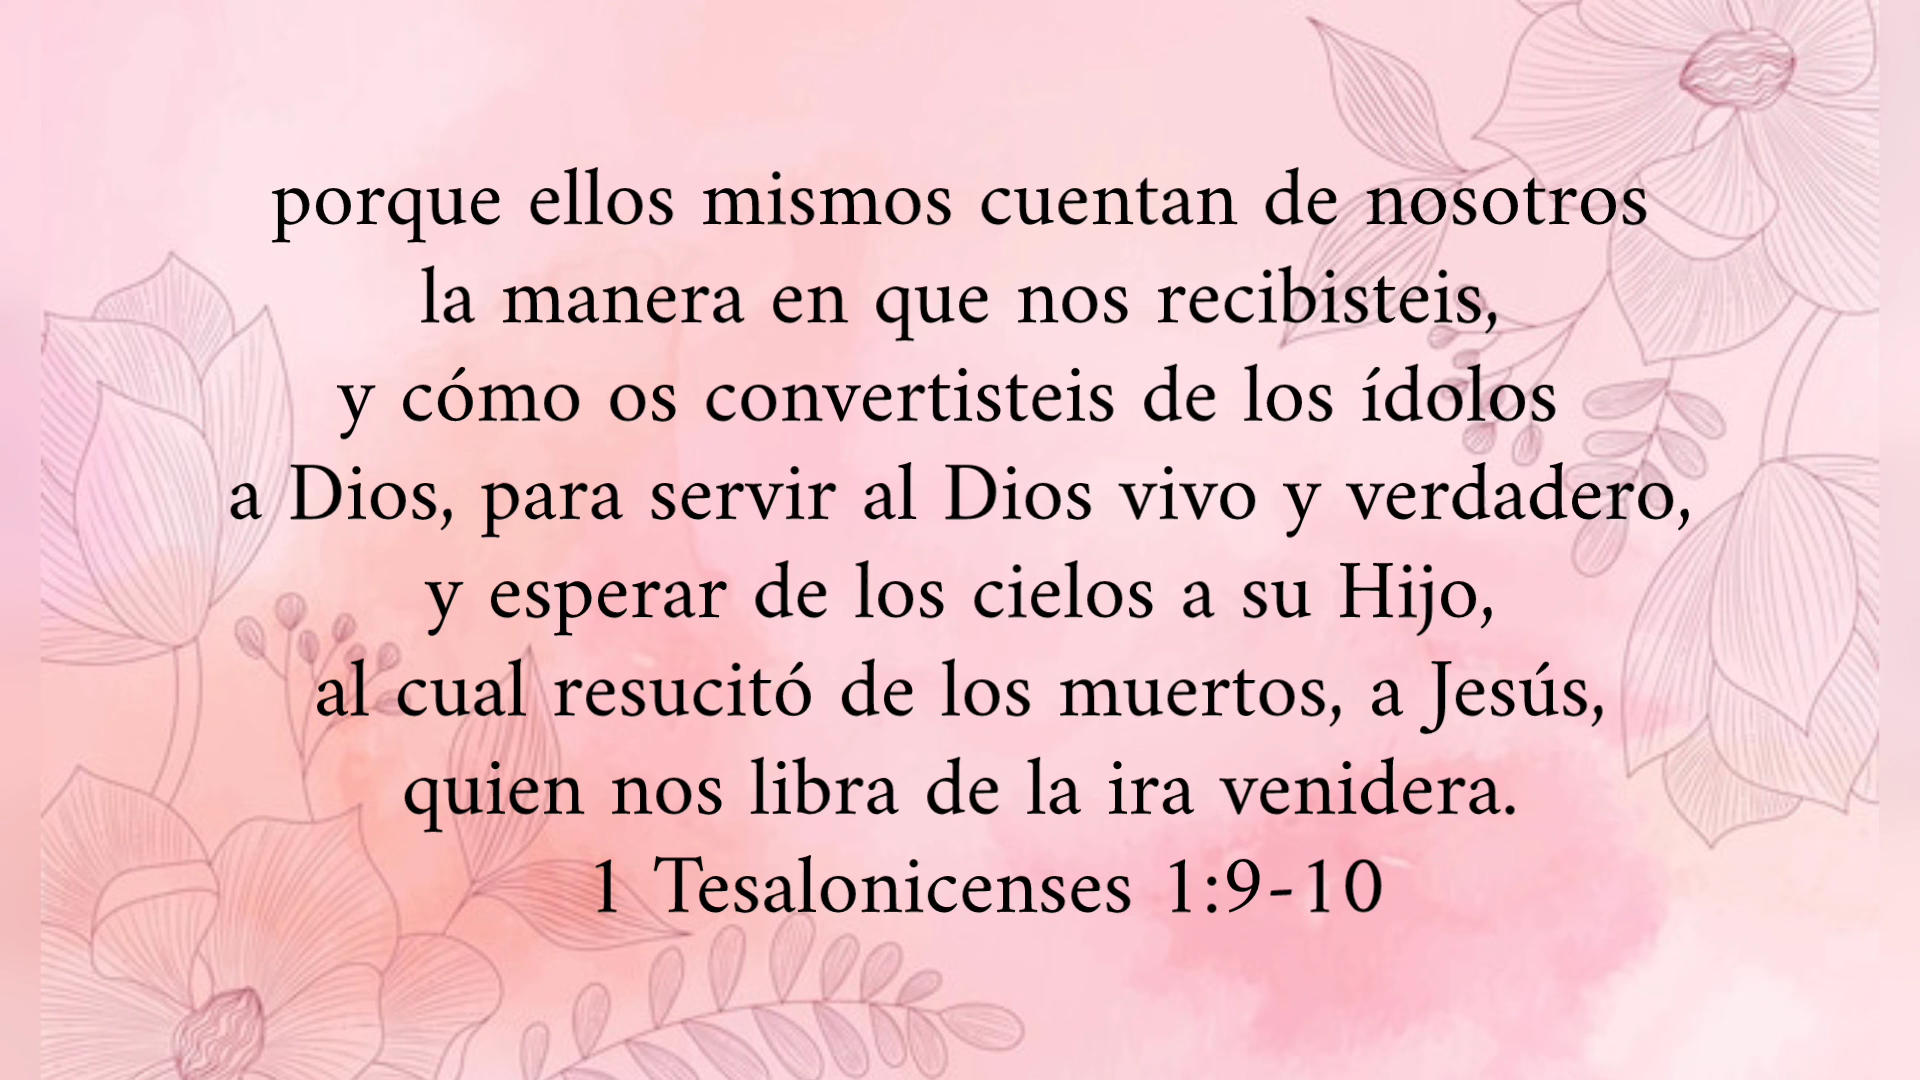 porque ellos mismos cuentan de nosotros
la manera en que nos recibisteis,
y cómo os convertisteis de los ídolos
a Dios, para servir al Dios vivo y verdadero,
y esperar de los cielos a su Hijo,
al cual resucitó de los muertos, a Jesús,
quien nos libra de la ira venidera.
1 Tesalonicenses 1:9-10